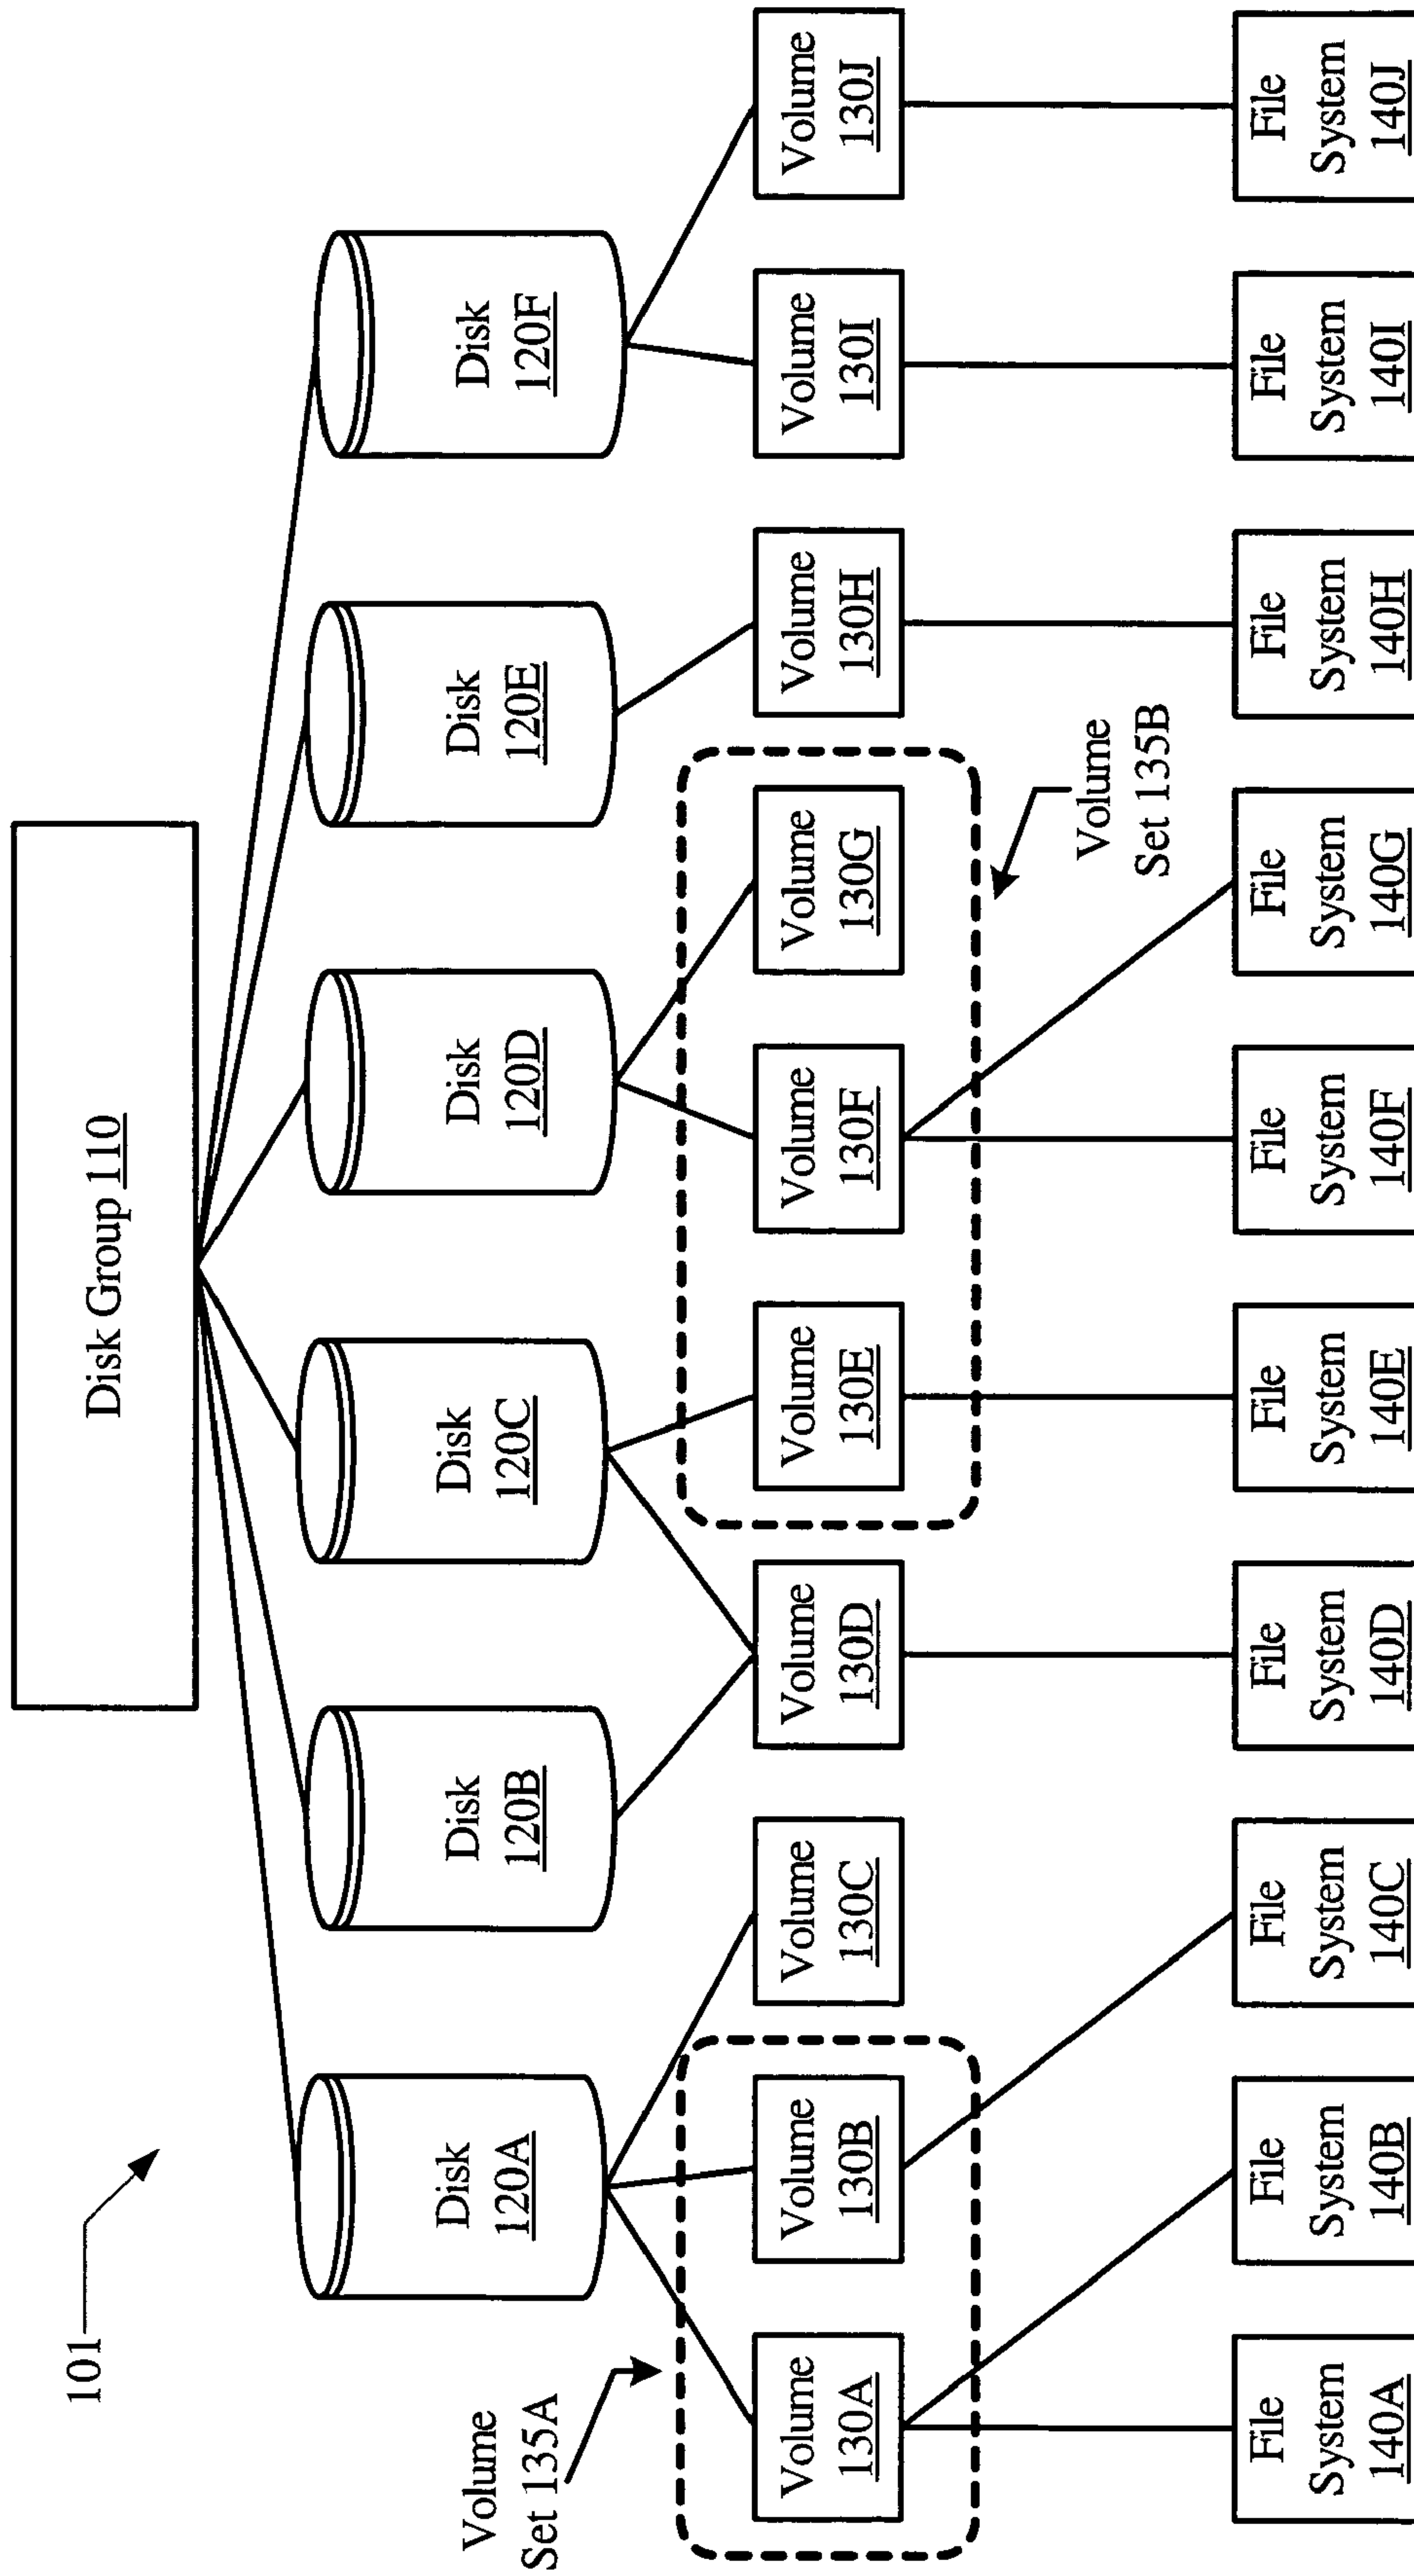 101
Disk Group 110
Disk
120A
Disk
120B
Disk
120C
Disk
120D
Disk
120E
Disk
120F
Volume
Set 135A
Volume
130A
Volume
130B
Volume
130C
Volume
130D
Volume
130E
Volume
130F
Volume
130G
Volume
130H
Volume
130I
Volume
130J
Volume
Set 135B
File
System
140A
File
System
140B
File
System
140C
File
System
140D
File
System
140E
File
System
140F
File
System
140G
File
System
140H
File
System
140I
File
System
140J